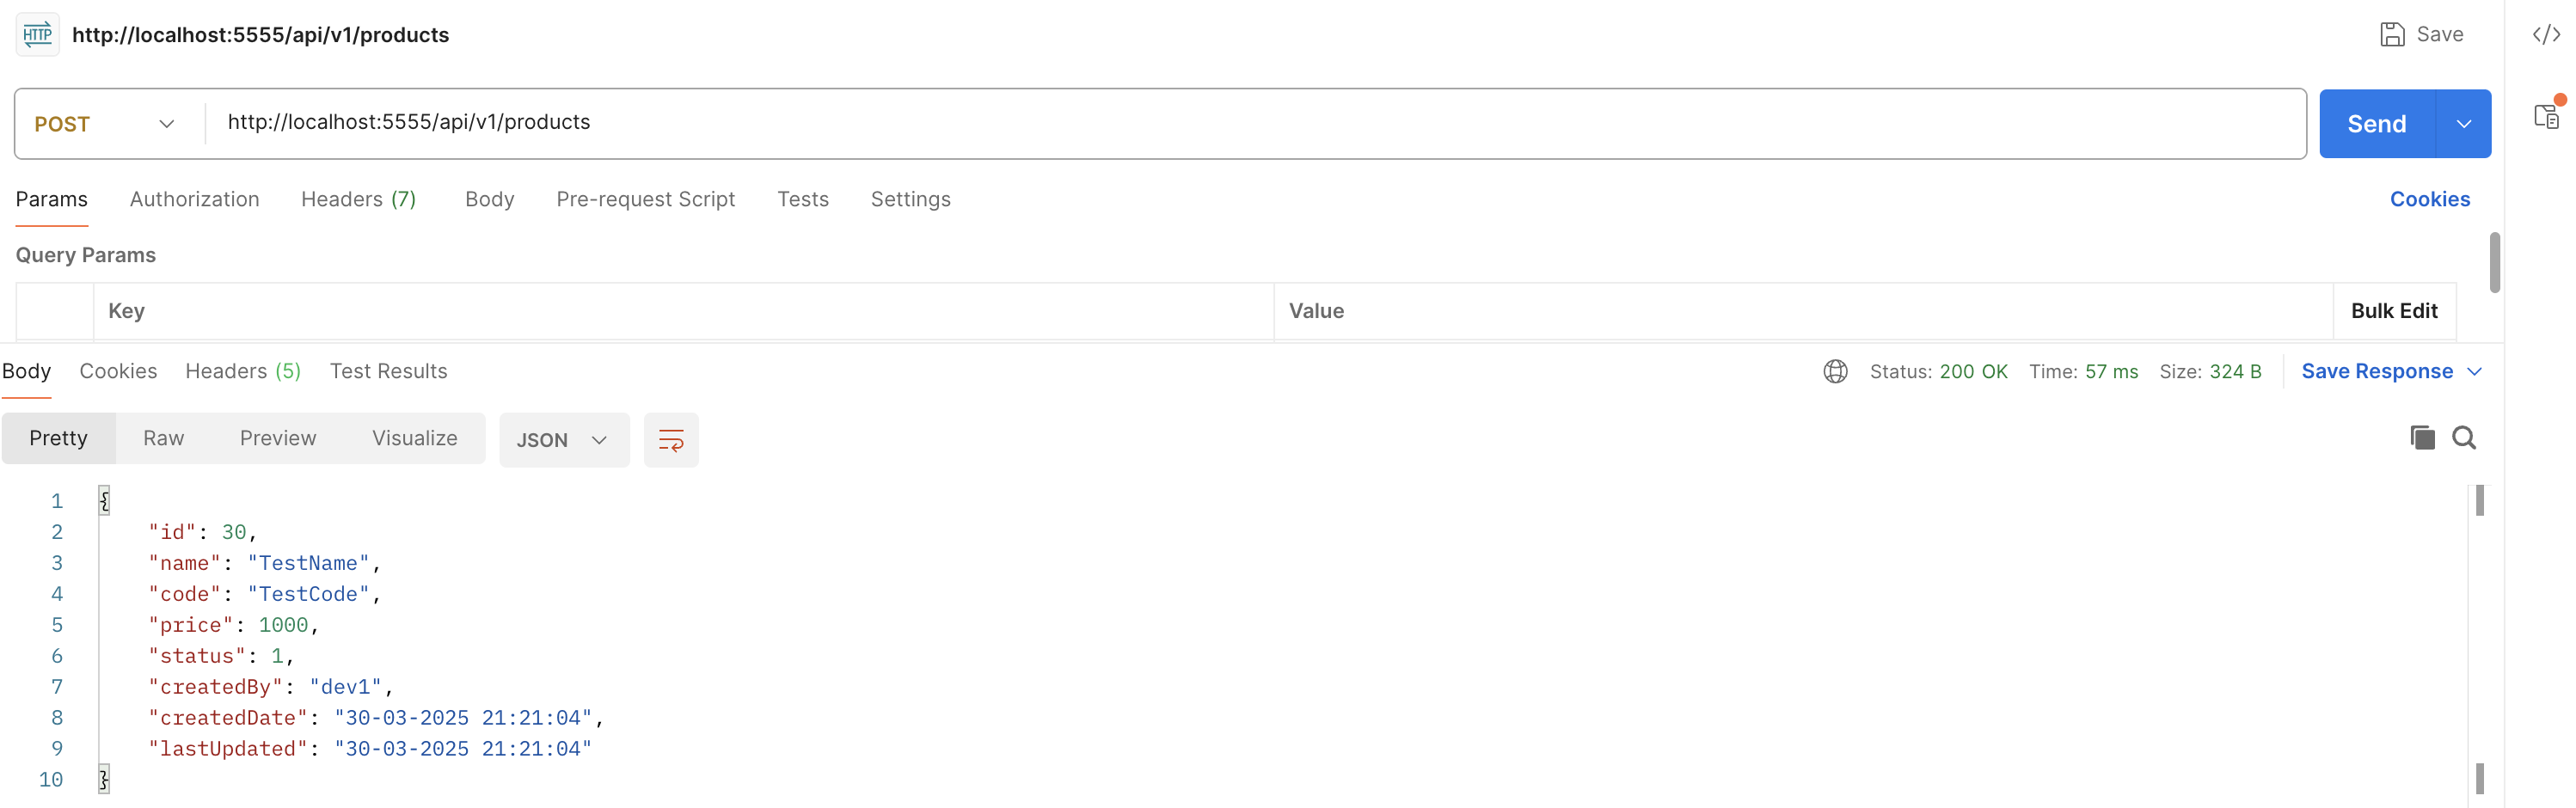 HTTP http://localhost:5555/api/v1/products Save
POST http://localhost:5555/api/v1/products Send
Params Authorization Headers (7) Body Pre-request Script Tests Settings Cookies
Query Params
Key Value Bulk Edit
Body Cookies Headers (5) Test Results Status: 200 OK Time: 57 ms Size: 324 B Save Response
Pretty Raw Preview Visualize JSON
1 {
2 "id": 30,
3 "name": "TestName",
4 "code": "TestCode",
5 "price": 1000,
6 "status": 1,
7 "createdBy": "dev1",
8 "createdDate": "30-03-2025 21:21:04",
9 "lastUpdated": "30-03-2025 21:21:04"
10 }